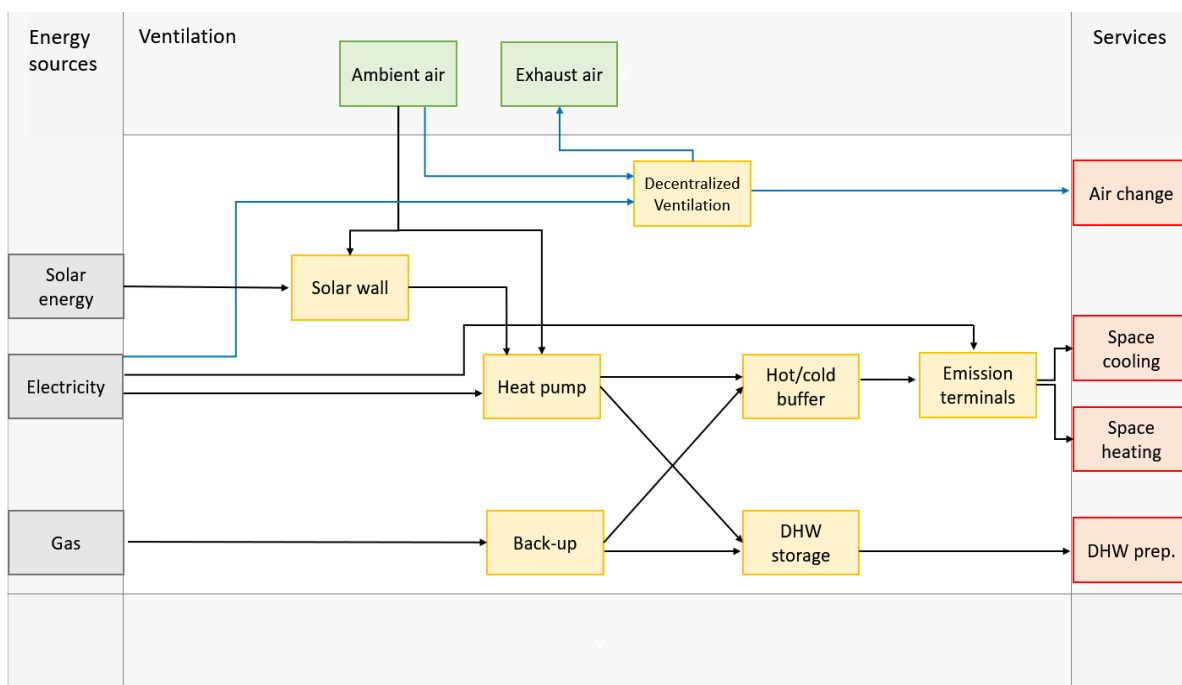 Energy
sources
Ventilation
Services
Ambient air
Exhaust air
Decentralized
Ventilation
Air change
Solar
energy
Solar wall
Space
cooling
Electricity
Heat pump
Hot/cold
buffer
Emission
terminals
Space
heating
Gas
Back-up
DHW
storage
DHW prep.
v
v